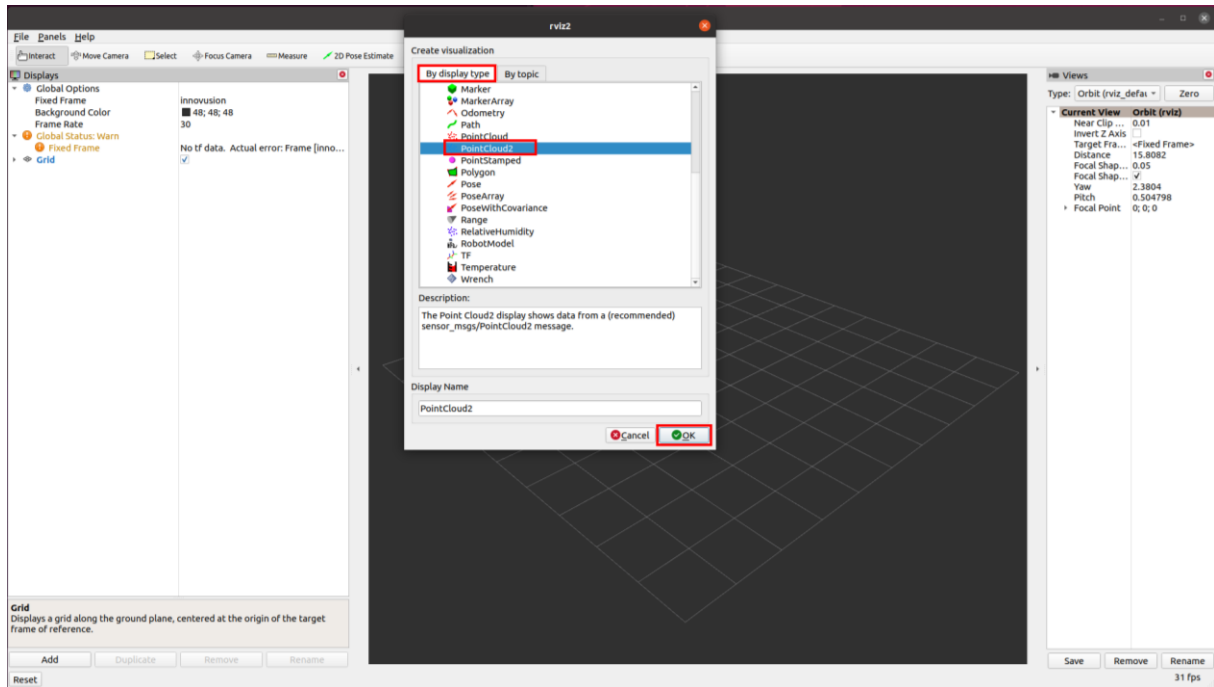 rviz2
File Panels Help
Interact Move Camera Select Focus Camera Measure 2D Pose Estimate
Displays
Global Options
Fixed Frame innovusion
Background Color 48; 48; 48
Frame Rate 30
Global Status: Warn
Fixed Frame No tf data. Actual error: Frame [inno...
Grid
Grid
Displays a grid along the ground plane, centered at the origin of the target
frame of reference.
Add Duplicate Remove Rename
Reset
Create visualization
By display type By topic
Marker
MarkerArray
Odometry
Path
PointCloud
PointCloud2
PointStamped
Polygon
Pose
PoseArray
PoseWithCovariance
Range
RelativeHumidity
RobotModel
TF
Temperature
Wrench
Description:
The Point Cloud2 display shows data from a (recommended)
sensor_msgs/PointCloud2 message.
Display Name
PointCloud2
Cancel OK
Views
Type: Orbit (rviz_defau Zero
Current View Orbit (rviz)
Near Clip ... 0.01
Invert Z Axis
Target Fra... <Fixed Frame>
Distance 15.8082
Focal Shap... 0.05
Focal Shap...
Yaw 2.3804
Pitch 0.504798
Focal Point 0; 0; 0
Save Remove Rename
31 fps